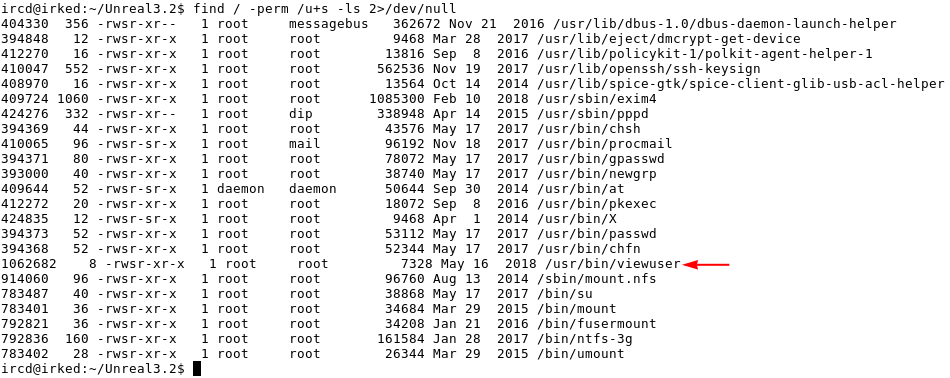 ircd@irked:~/Unreal3.2$ find / -perm /u+s -ls 2>/dev/null
404330  356 -rwsr-xr--   1 root     messagebus   362672 Nov 21  2016 /usr/lib/dbus-1.0/dbus-daemon-launch-helper
394848   12 -rwsr-xr-x   1 root     root         9468 Mar 28  2017 /usr/lib/eject/dmcrypt-get-device
412270   16 -rwsr-xr-x   1 root     root        13816 Sep  8  2016 /usr/lib/policykit-1/polkit-agent-helper-1
410047  552 -rwsr-xr-x   1 root     root       562536 Nov 19  2017 /usr/lib/openssh/ssh-keysign
408970   16 -rwsr-xr-x   1 root     root        13564 Oct 14  2014 /usr/lib/spice-gtk/spice-client-glib-usb-acl-helper
409724 1060 -rwsr-xr-x   1 root     root      1085300 Feb 10  2018 /usr/sbin/exim4
424276  332 -rwsr-xr--   1 root     dip        338948 Apr 14  2015 /usr/sbin/pppd
394369   44 -rwsr-xr-x   1 root     root        43576 May 17  2017 /usr/bin/chsh
410065   96 -rwsr-sr-x   1 root     mail        96192 Nov 18  2017 /usr/bin/procmail
394371   80 -rwsr-xr-x   1 root     root        78072 May 17  2017 /usr/bin/gpasswd
393000   40 -rwsr-xr-x   1 root     root        38740 May 17  2017 /usr/bin/newgrp
409644   52 -rwsr-sr-x   1 daemon   daemon      50644 Sep 30  2014 /usr/bin/at
412272   20 -rwsr-xr-x   1 root     root        18072 Sep  8  2016 /usr/bin/pkexec
424835   12 -rwsr-sr-x   1 root     root         9468 Apr  1  2014 /usr/bin/X
394373   52 -rwsr-xr-x   1 root     root        53112 May 17  2017 /usr/bin/passwd
394368   52 -rwsr-xr-x   1 root     root        52344 May 17  2017 /usr/bin/chfn
1062682    8 -rwsr-xr-x   1 root     root         7328 May 16  2018 /usr/bin/viewuser
914060   96 -rwsr-xr-x   1 root     root        96760 Aug 13  2014 /sbin/mount.nfs
783487   40 -rwsr-xr-x   1 root     root        38868 May 17  2017 /bin/su
783401   36 -rwsr-xr-x   1 root     root        34684 Mar 29  2015 /bin/mount
792821   36 -rwsr-xr-x   1 root     root        34208 Jan 21  2016 /bin/fusermount
792836  160 -rwsr-xr-x   1 root     root       161584 Jan 28  2017 /bin/ntfs-3g
783402   28 -rwsr-xr-x   1 root     root        26344 Mar 29  2015 /bin/umount
ircd@irked:~/Unreal3.2$